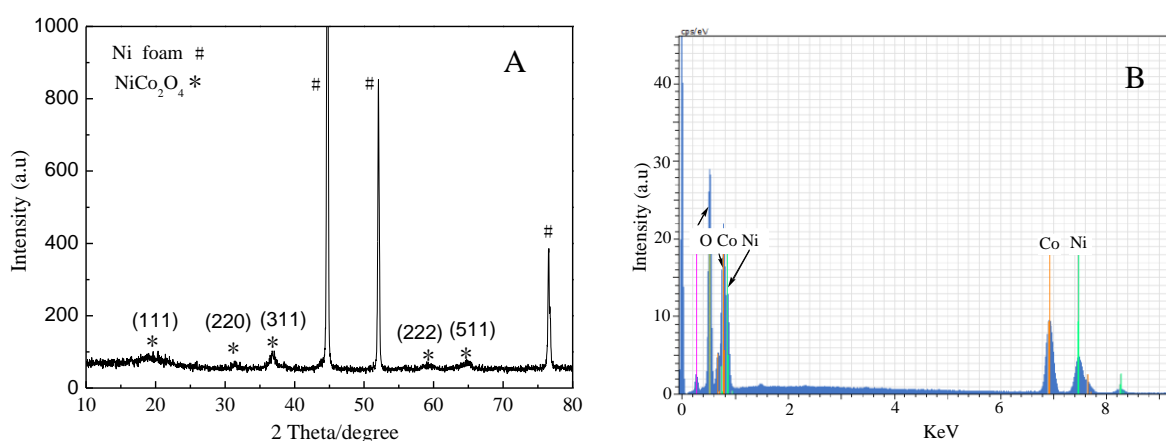 1000
800
600
400
200
0
Intensity (a.u)
Ni foam #
NiCo2O4 *
A
#
#
#
(111)
*
(220)
*
(311)
*
(222)
*
(511)
*
10 20 30 40 50 60 70 80
2 Theta/degree
cps/eV
B
40
30
20
10
0
Intensity (a.u)
O Co Ni
Co
Ni
0 2 4 6 8
KeV